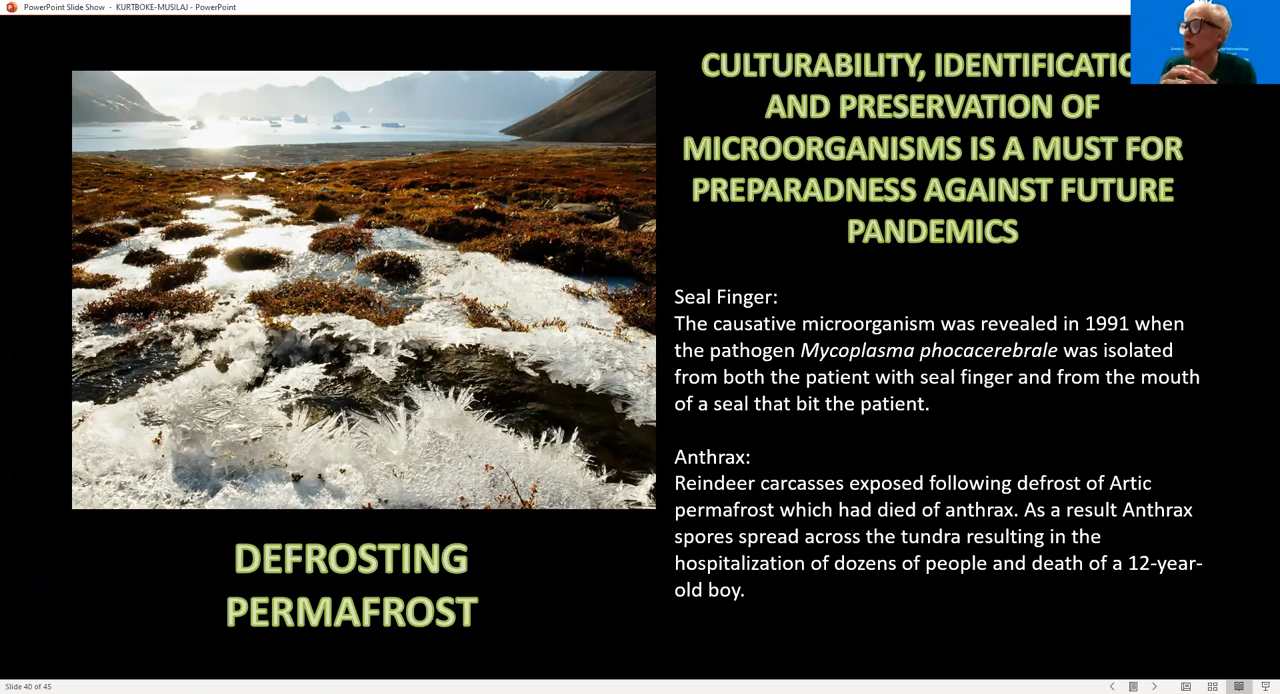 PowerPoint Slide Show - KURTBOKE-MUSILAJ - PowerPoint
CULTURABILITY,
AND PRESERVATION OF
MICROORGANISMS IS A MUST FOR
PREPARADNESS AGAINST FUTURE
PANDEMICS
Seal Finger:
The causative microorganism was revealed in 1991 when
the pathogen Mycoplasma phocacerebrale was isolated
from both the patient with seal finger and from the mouth
of a seal that bit the patient.
Anthrax:
Reindeer carcasses exposed following defrost of Artic
permafrost which had died of anthrax. As a result Anthrax
spores spread across the tundra resulting in the
hospitalization of dozens of people and death of a 12-year-
old boy.
DEFROSTING
PERMAFROST
Slide 40 of 45